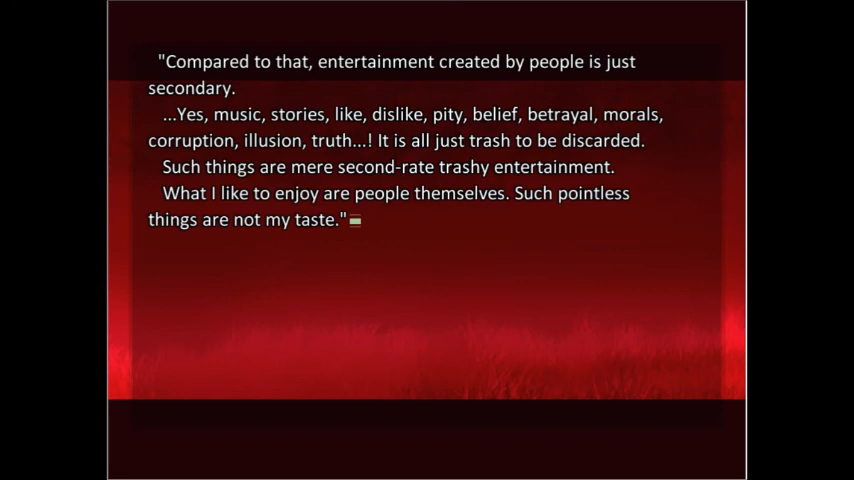 "Compared to that, entertainment created by people is just
secondary.
...Yes, music, stories, like, dislike, pity, belief, betrayal, morals,
corruption, illusion, truth...! It is all just trash to be discarded.
Such things are mere second-rate trashy entertainment.
What I like to enjoy are people themselves. Such pointless
things are not my taste."